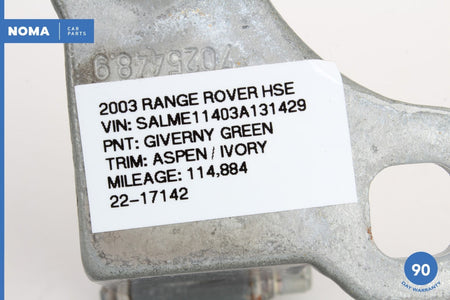 NOMA CAR PARTS
2003 RANGE ROVER HSE
VIN: SALME11403A131429
PNT: GIVERNY GREEN
TRIM: ASPEN / IVORY
MILEAGE: 114,884
22-17142
90
DAY WARRANTY